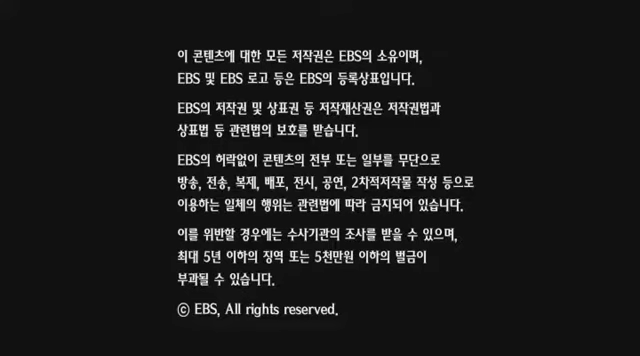 이 콘텐츠에 대한 모든 저작권은 EBS의 소유이며,
EBS 및 EBS 로고 등은 EBS의 등록상표입니다.
EBS의 저작권 및 상표권 등 저작재산권은 저작권법과
상표법 등 관련법의 보호를 받습니다.
EBS의 허락없이 콘텐츠의 전부 또는 일부를 무단으로
방송, 전송, 복제, 배포, 전시, 공연, 2차적저작물 작성 등으로
이용하는 일체의 행위는 관련법에 따라 금지되어 있습니다.
이를 위반할 경우에는 수사기관의 조사를 받을 수 있으며,
최대 5년 이하의 징역 또는 5천만원 이하의 벌금이
부과될 수 있습니다.
© EBS, All rights reserved.